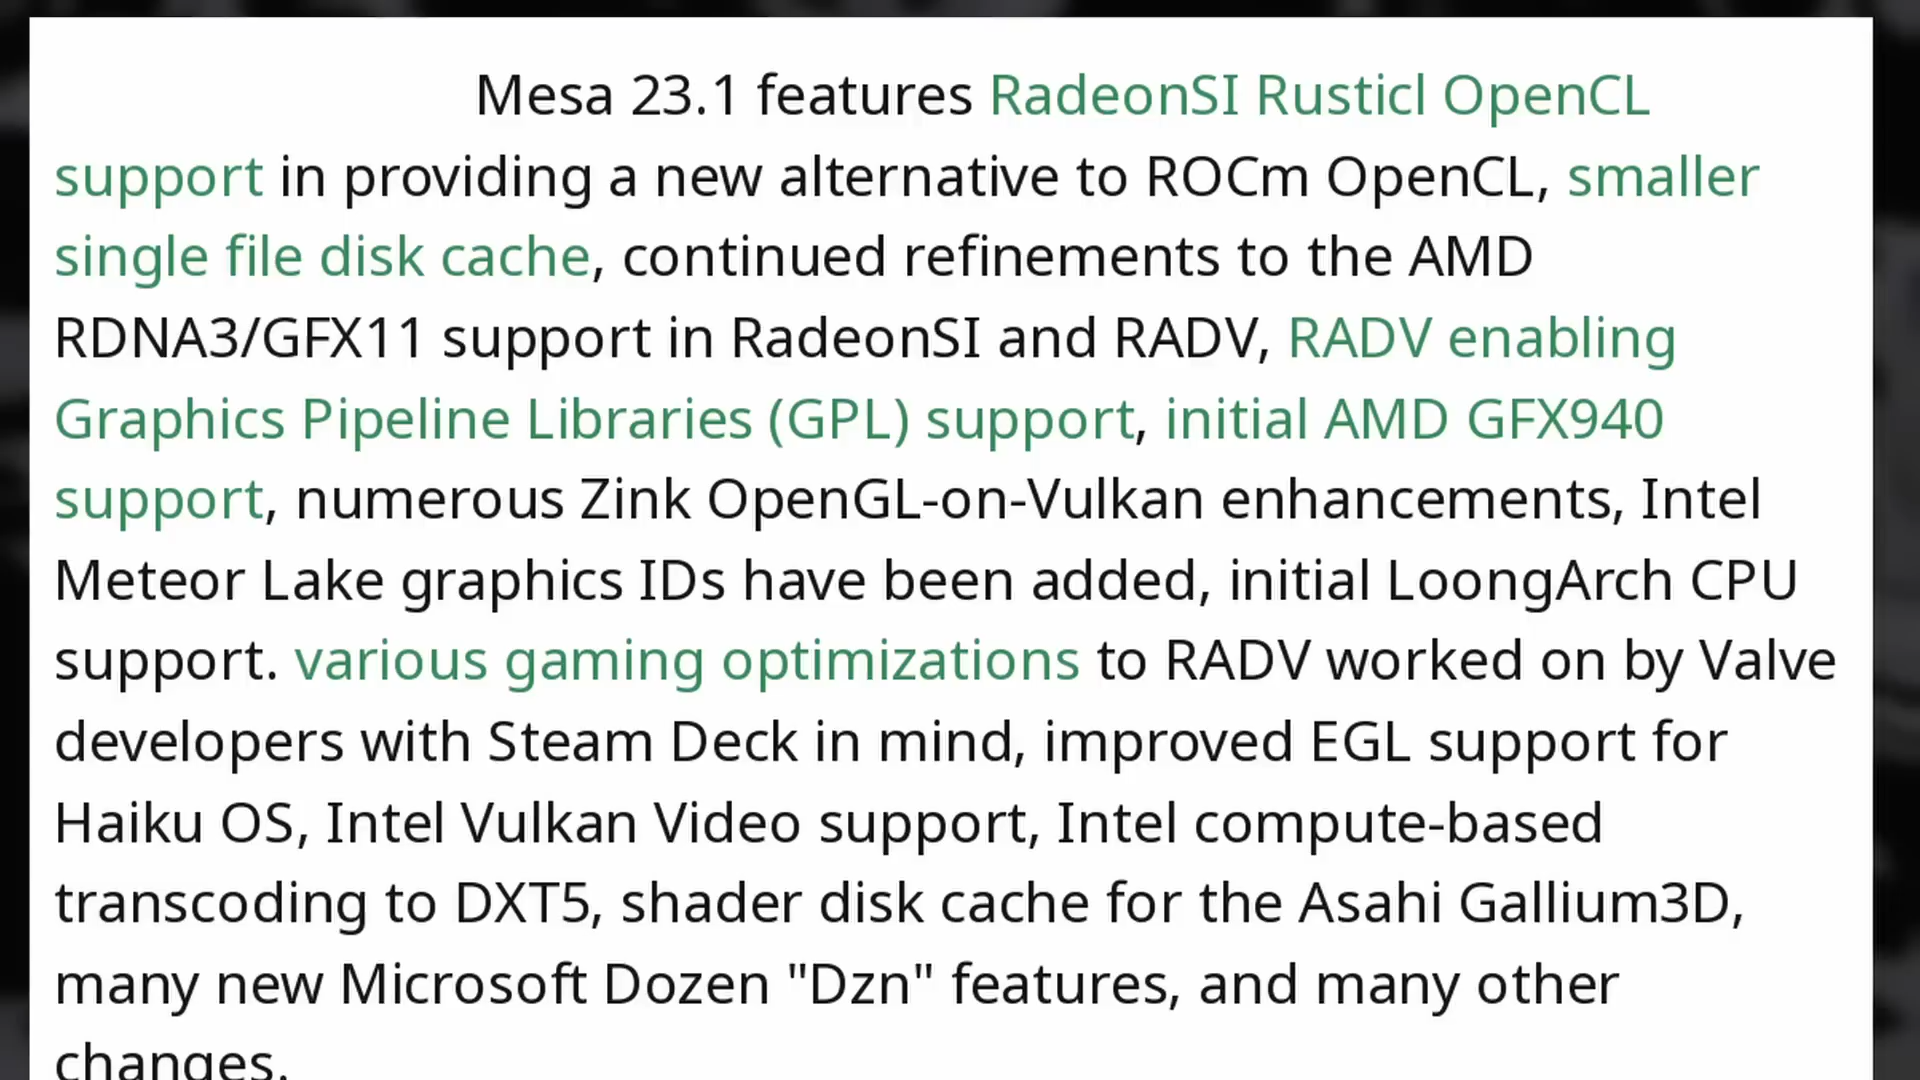 Mesa 23.1 features RadeonSI Rusticl OpenCL
support in providing a new alternative to ROCm OpenCL, smaller
single file disk cache, continued refinements to the AMD
RDNA3/GFX11 support in RadeonSI and RADV, RADV enabling
Graphics Pipeline Libraries (GPL) support, initial AMD GFX940
support, numerous Zink OpenGL-on-Vulkan enhancements, Intel
Meteor Lake graphics IDs have been added, initial LoongArch CPU
support. various gaming optimizations to RADV worked on by Valve
developers with Steam Deck in mind, improved EGL support for
Haiku OS, Intel Vulkan Video support, Intel compute-based
transcoding to DXT5, shader disk cache for the Asahi Gallium3D,
many new Microsoft Dozen "Dzn" features, and many other
changes.